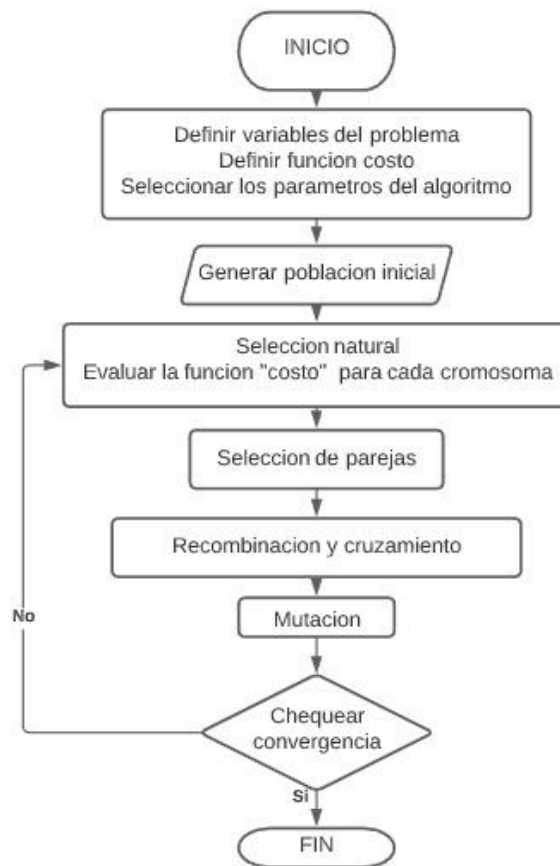 INICIO
Definir variables del problema
Definir funcion costo
Seleccionar los parametros del algoritmo
Generar poblacion inicial
Seleccion natural
Evaluar la funcion "costo" para cada cromosoma
Seleccion de parejas
Recombinacion y cruzamiento
No
Mutacion
Chequear
convergencia
Si
FIN